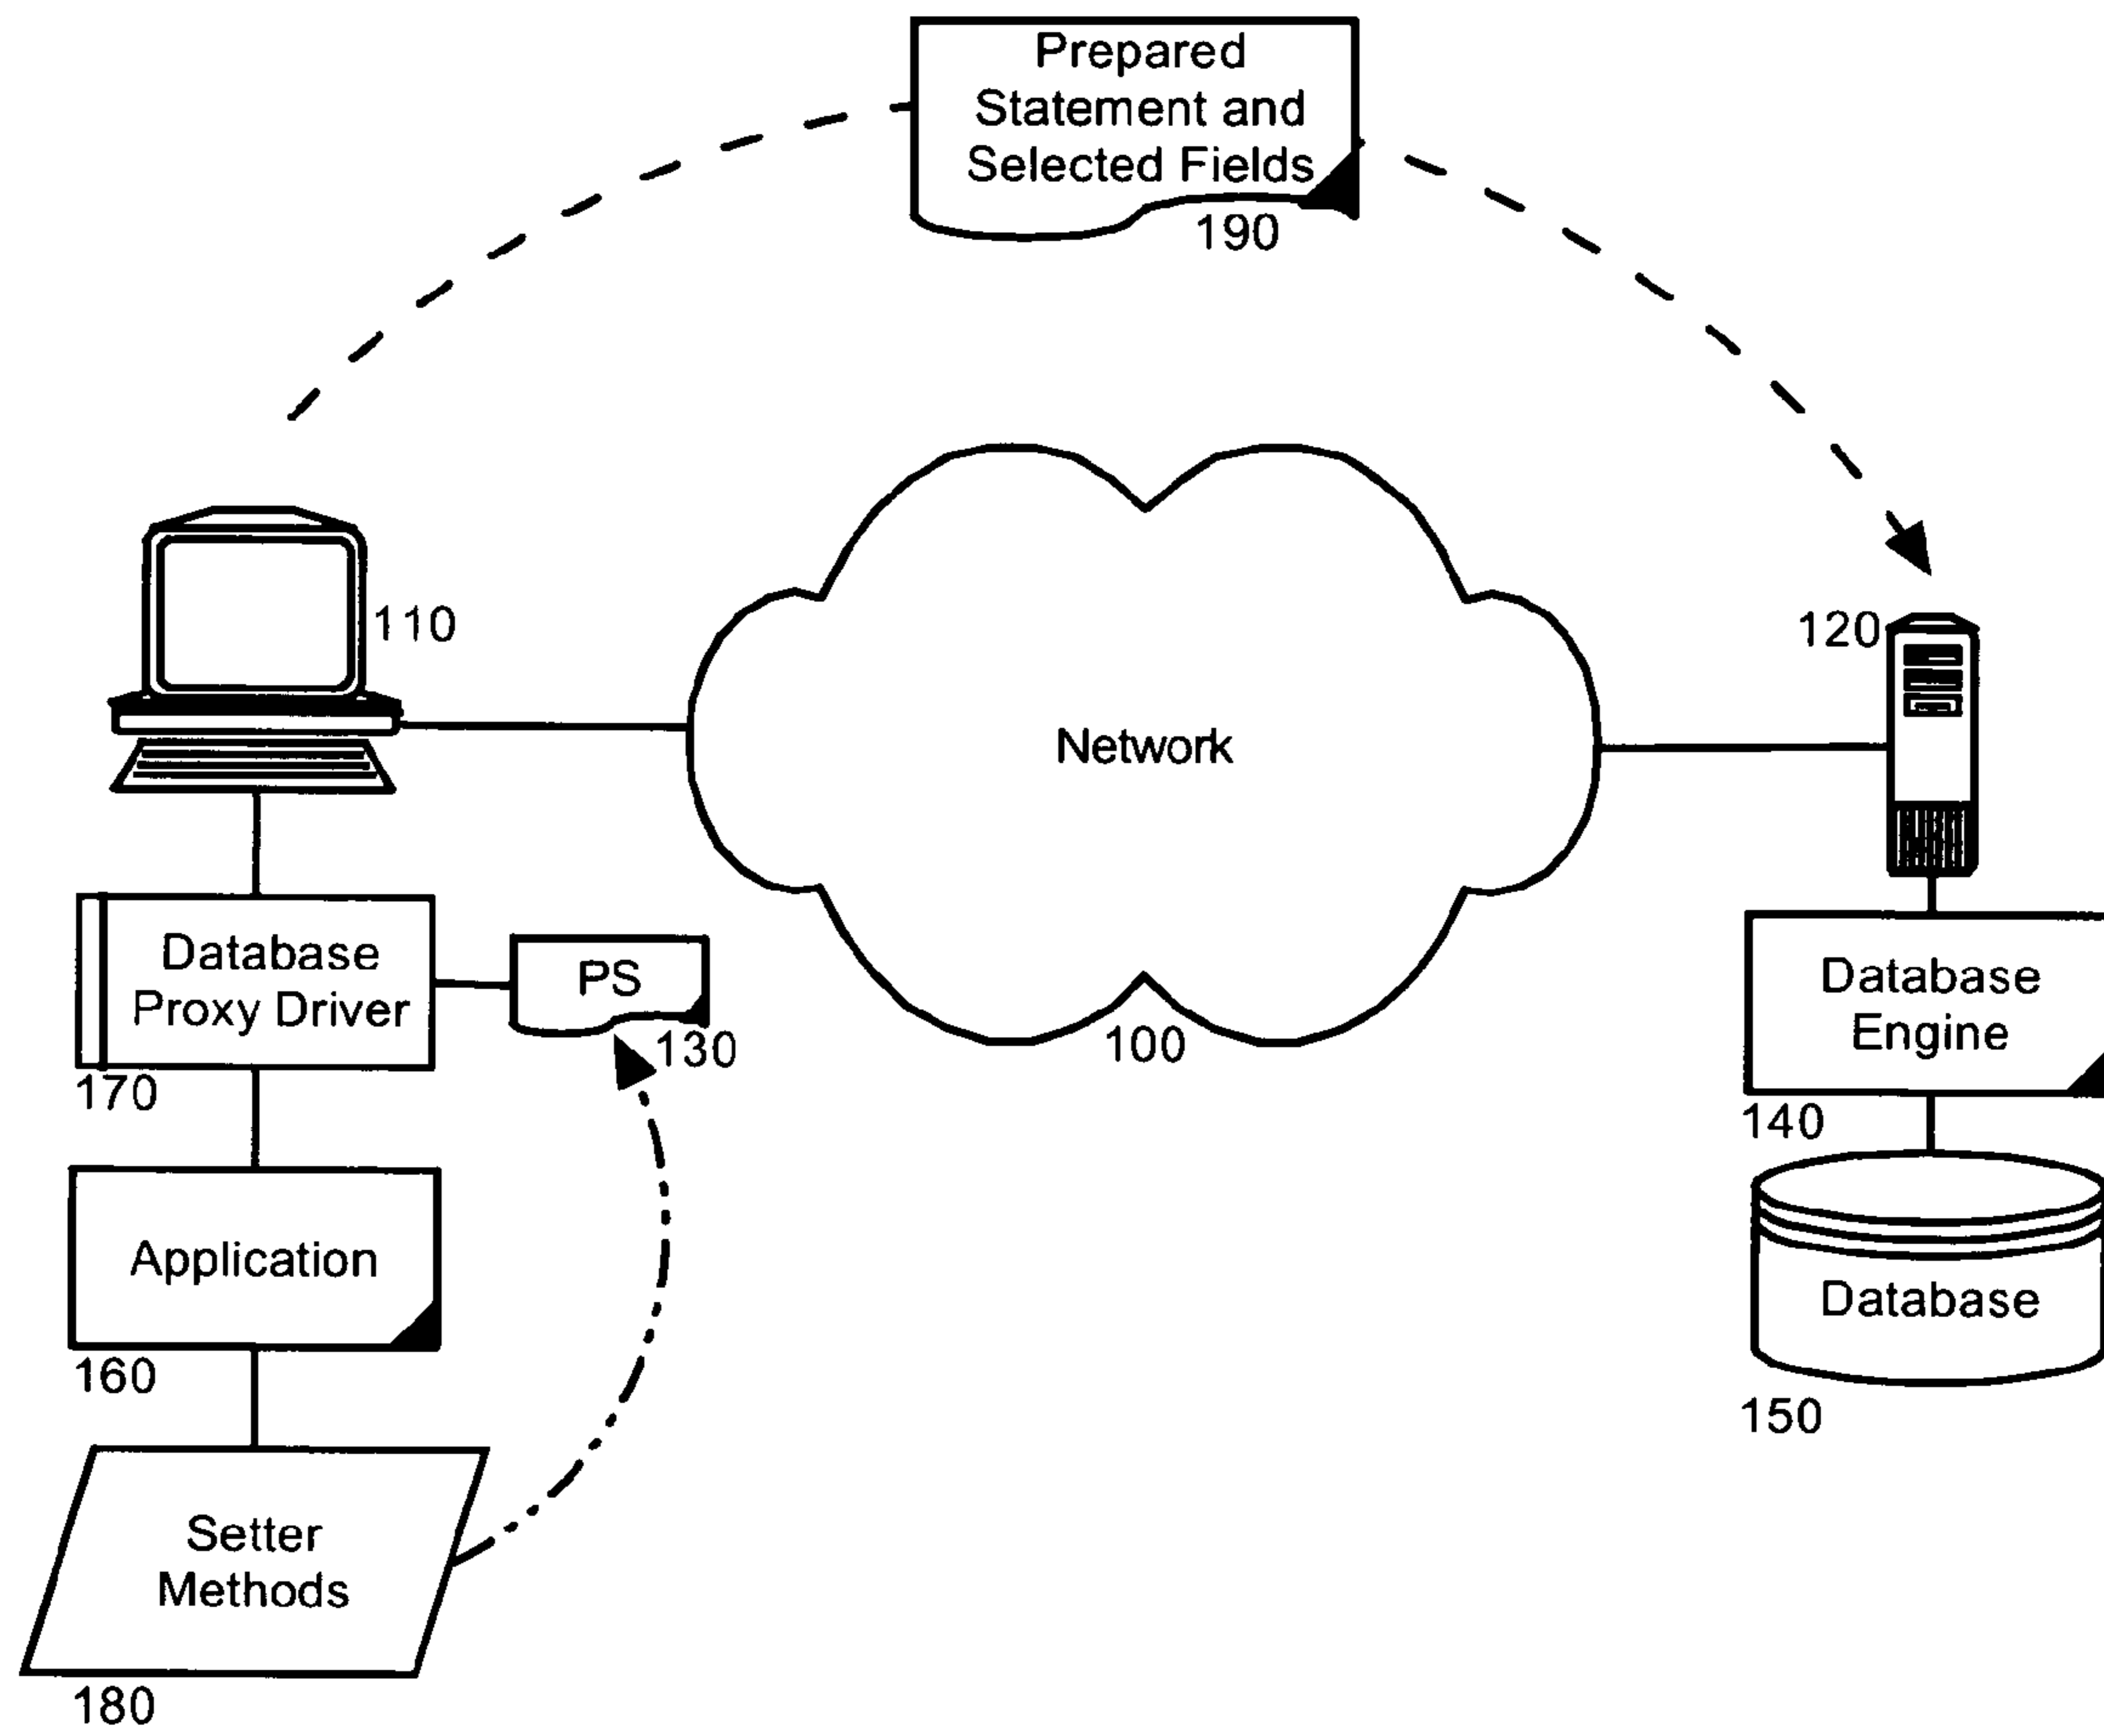 Prepared
Statement and
Selected Fields
190
110
120
Network
100
Database
Proxy Driver
170
PS
130
Database
Engine
140
Application
160
Database
150
Setter
Methods
180